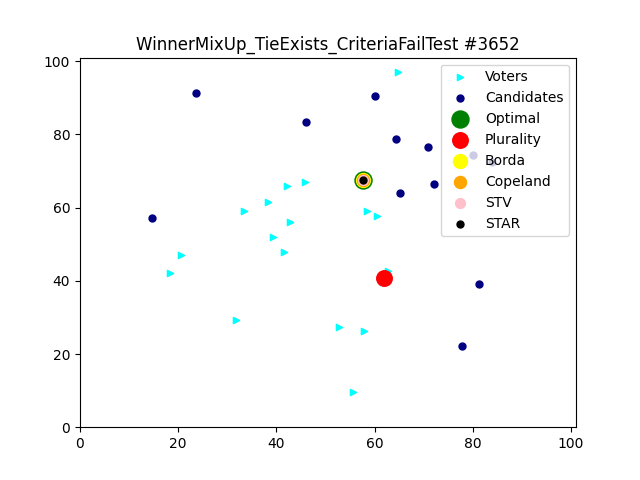 WinnerMixUp_TieExists_CriteriaFailTest #3652
100
80
60
40
20
0
0
20
40
60
80
100
Voters
Candidates
Optimal
Plurality
Borda
Copeland
STV
STAR